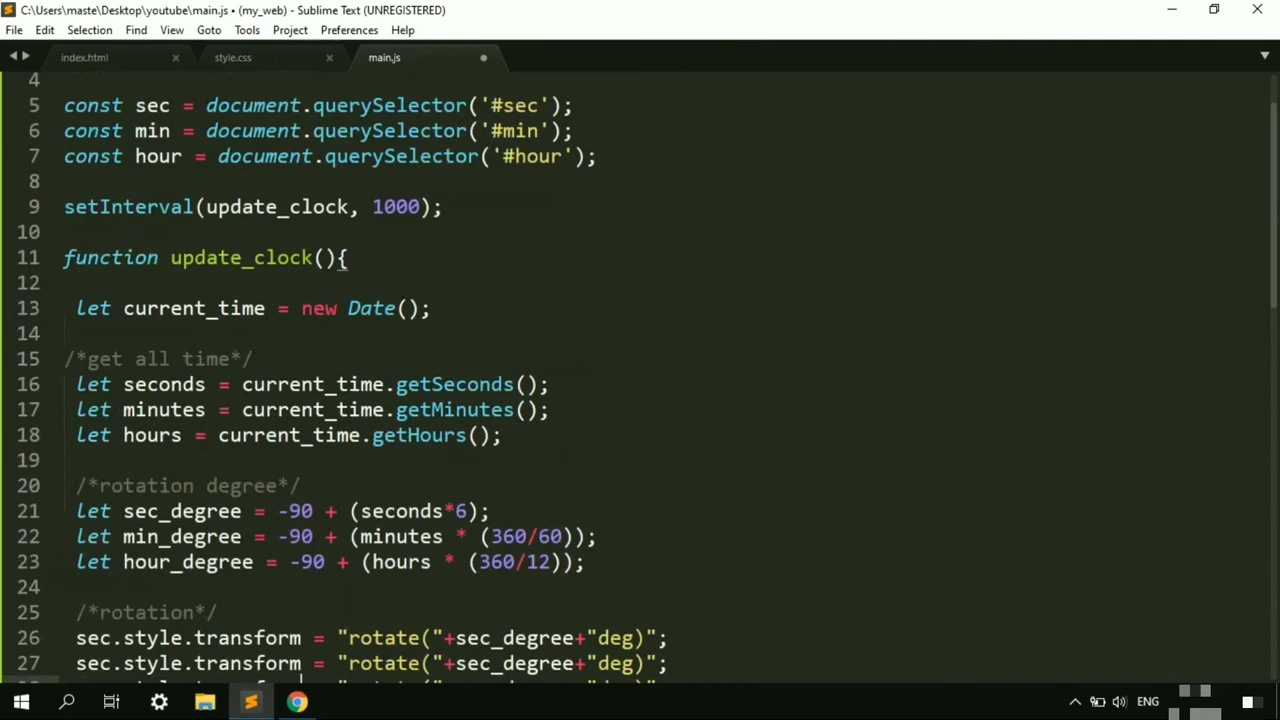 C:\Users\maste\Desktop\youtube\main.js • (my_web) - Sublime Text (UNREGISTERED)
File Edit Selection Find View Goto Tools Project Preferences Help
index.html style.css main.js
4
5 const sec = document.querySelector('#sec');
6 const min = document.querySelector('#min');
7 const hour = document.querySelector('#hour');
8
9 setInterval(update_clock, 1000);
10
11 function update_clock(){
12
13 let current_time = new Date();
14
15 /*get all time*/
16 let seconds = current_time.getSeconds();
17 let minutes = current_time.getMinutes();
18 let hours = current_time.getHours();
19
20 /*rotation degree*/
21 let sec_degree = -90 + (seconds*6);
22 let min_degree = -90 + (minutes * (360/60));
23 let hour_degree = -90 + (hours * (360/12));
24
25 /*rotation*/
26 sec.style.transform = "rotate("+sec_degree+"deg)";
27 sec.style.transform = "rotate("+sec_degree+"deg)";
ENG